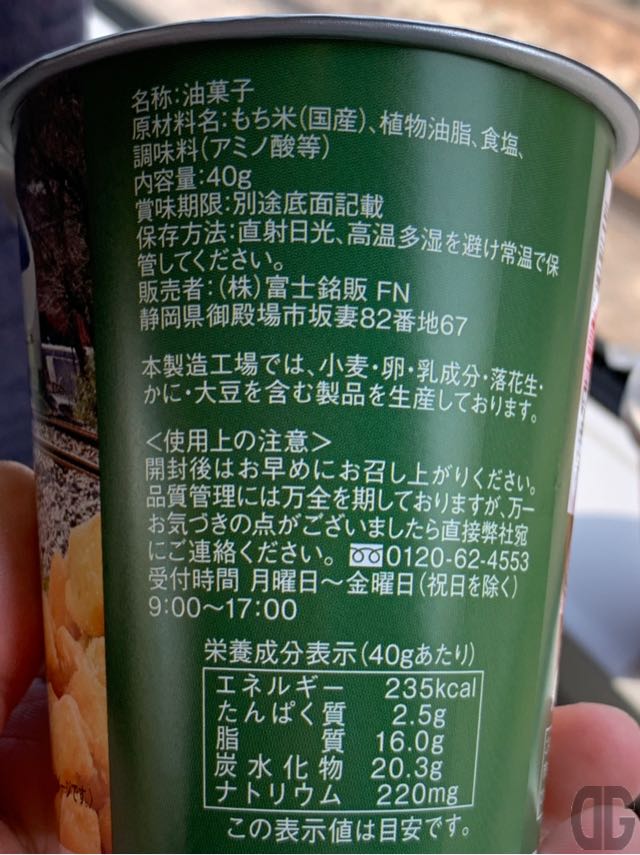 名称:油菓子
原材料名:もち米(国産)、植物油脂、食塩、
調味料(アミノ酸等)
内容量:40g
賞味期限:別途底面記載
保存方法:直射日光、高温多湿を避け常温で保
管してください。
販売者:(株)富士銘販 FN
静岡県御殿場市坂妻82番地67
本製造工場では、小麦・卵・乳成分・落花生・
かに・大豆を含む製品を生産しております。
<使用上の注意>
開封後はお早めにお召し上がりください。
品質管理には万全を期しておりますが、万一
お気づきの点がございましたら直接弊社宛
にご連絡ください。 0120-62-4553
受付時間 月曜日〜金曜日(祝日を除く)
9:00〜17:00
栄養成分表示(40gあたり)
エネルギー 235kcal
たんぱく質 2.5g
脂質 16.0g
炭水化物 20.3g
ナトリウム 220mg
この表示値は目安です。
ージです。)
DG